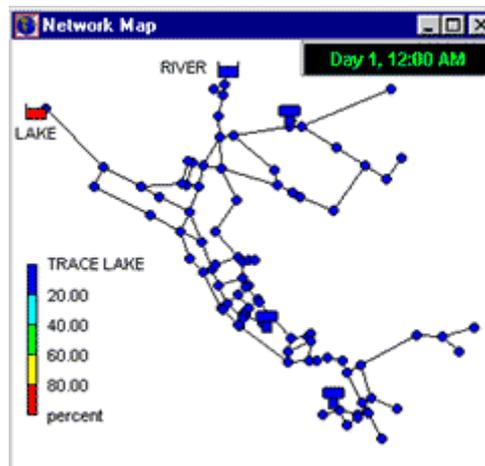 Network Map
Day 1, 12:00 AM
RIVER
LAKE
TRACE LAKE
20.00
40.00
60.00
80.00
percent